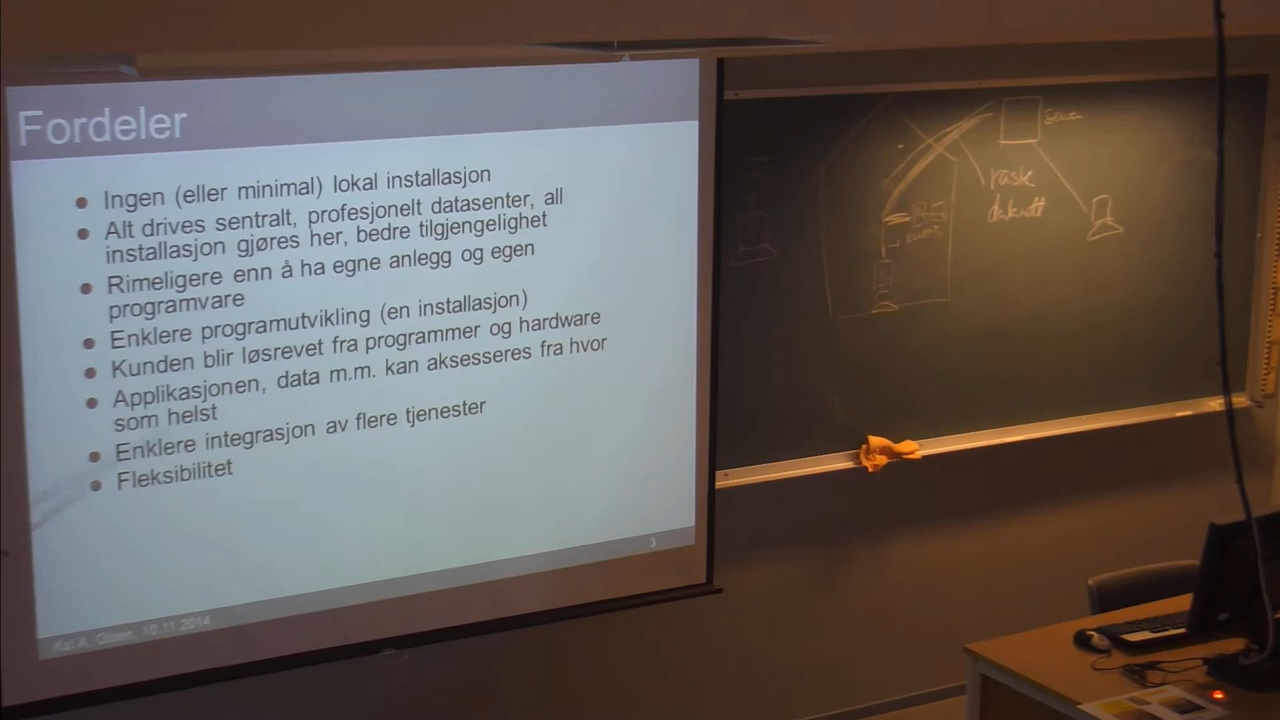 Fordeler
Ingen (eller minimal) lokal installasjon
Alt drives sentralt, profesjonelt datasenter, all
installasjon gjøres her, bedre tilgjengelighet
Rimeligere enn å ha egne anlegg og egen
programvare
Enklere programutvikling (en installasjon)
Kunden blir løsrevet fra programmer og hardware
Applikasjonen, data m.m. kan aksesseres fra hvor
som helst
Enklere integrasjon av flere tjenester
Fleksibilitet
3
Kai A. Olsen, 10.11.2014
rask